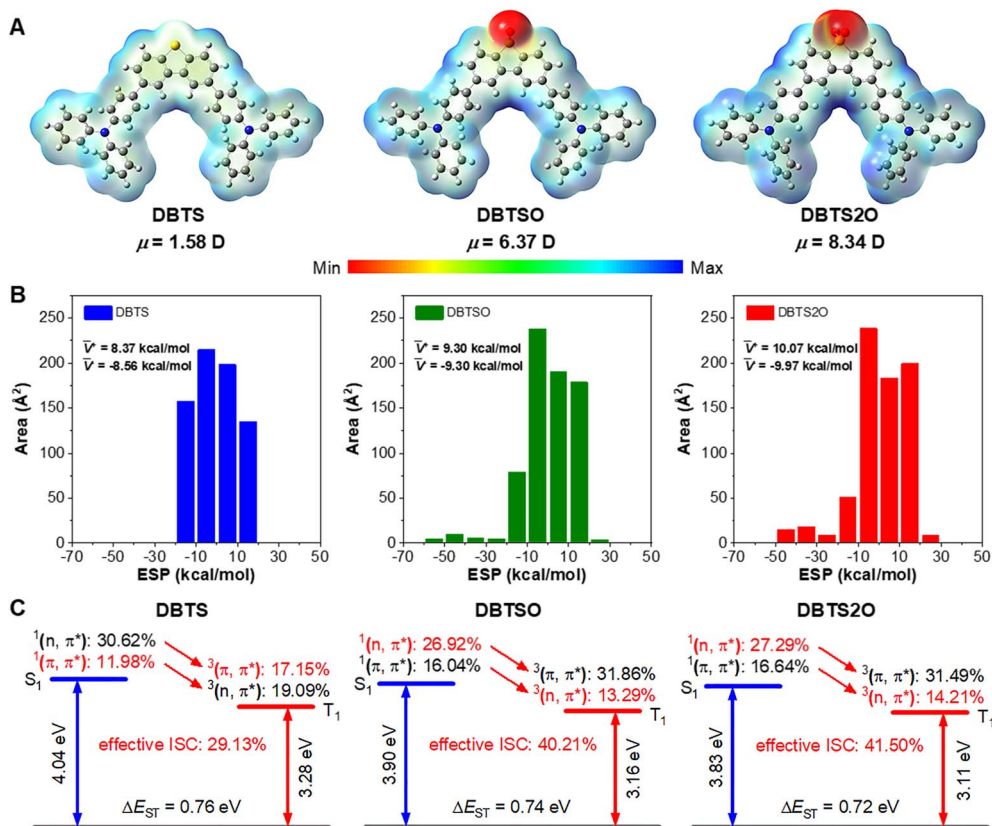 A
DBTS
DBTSO
DBTS2O
μ = 1.58 D
μ = 6.37 D
μ = 8.34 D
Min
Max
B
250
200
150
100
50
0
Area (Å²)
DBTS
V̅⁺ = 8.37 kcal/mol
V̅⁻ = -8.56 kcal/mol
-70 -50 -30 -10 10 30 50
ESP (kcal/mol)
250
200
150
100
50
0
Area (Å²)
DBTSO
V̅⁺ = 9.30 kcal/mol
V̅⁻ = -9.30 kcal/mol
-70 -50 -30 -10 10 30 50
ESP (kcal/mol)
250
200
150
100
50
0
Area (Å²)
DBTS2O
V̅⁺ = 10.07 kcal/mol
V̅⁻ = -9.97 kcal/mol
-70 -50 -30 -10 10 30 50
ESP (kcal/mol)
C
DBTS
¹(n, π*): 30.62%
¹(π, π*): 11.98%
³(π, π*): 17.15%
³(n, π*): 19.09%
S₁
T₁
effective ISC: 29.13%
4.04 eV
3.28 eV
ΔE_ST = 0.76 eV
DBTSO
¹(n, π*): 26.92%
¹(π, π*): 16.04%
³(π, π*): 31.86%
³(n, π*): 13.29%
S₁
T₁
effective ISC: 40.21%
3.90 eV
3.16 eV
ΔE_ST = 0.74 eV
DBTS2O
¹(n, π*): 27.29%
¹(π, π*): 16.64%
³(π, π*): 31.49%
³(n, π*): 14.21%
S₁
T₁
effective ISC: 41.50%
3.83 eV
3.11 eV
ΔE_ST = 0.72 eV